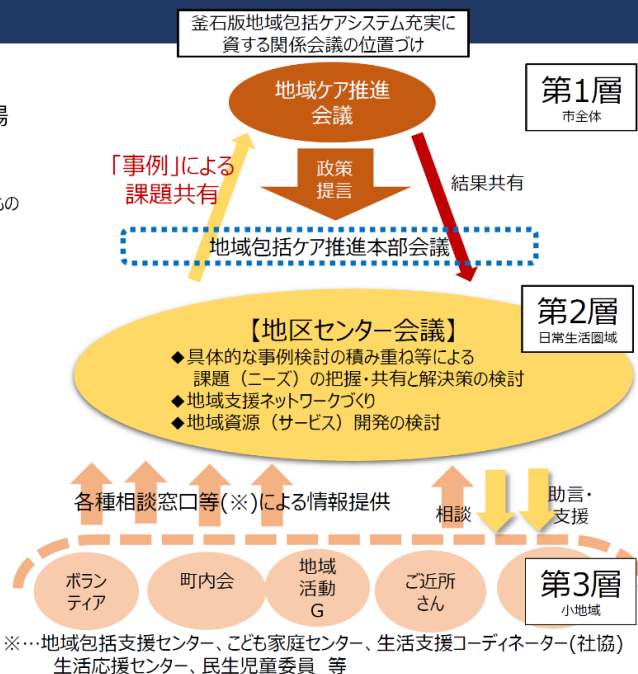 釜石版地域包括ケアシステム充実に
資する関係会議の位置づけ
地域ケア推進
会議
第1層
市全体
場
「事例」による
課題共有
政策
提言
結果共有
もの
地域包括ケア推進本部会議
第2層
日常生活圏域
【地区センター会議】
◆具体的な事例検討の積み重ね等による
課題（ニーズ）の把握・共有と解決策の検討
◆地域支援ネットワークづくり
◆地域資源（サービス）開発の検討
各種相談窓口等(※)による情報提供
相談
助言・
支援
ボラン
ティア
町内会
地域
活動
G
ご近所
さん
第3層
小地域
※…地域包括支援センター、こども家庭センター、生活支援コーディネーター(社協)
生活応援センター、民生児童委員 等